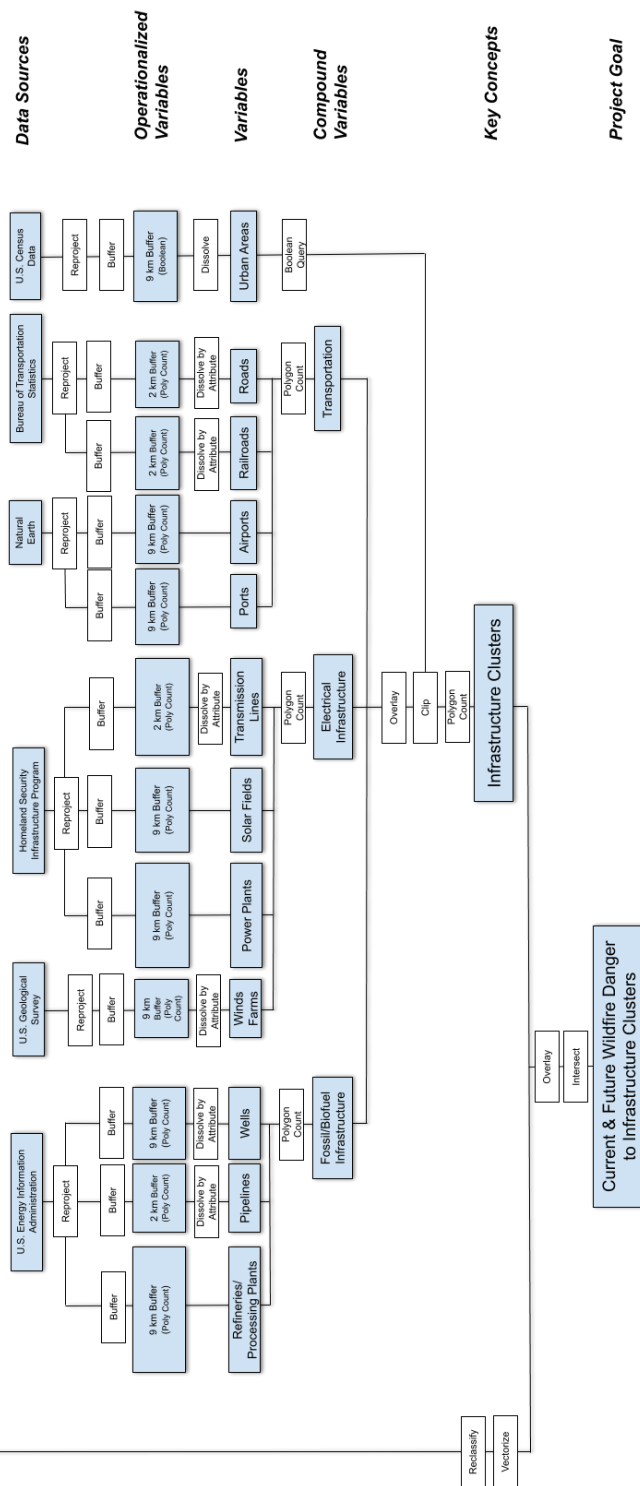 U.S. Energy Information
Administration
U.S. Geological
Survey
Homeland Security
Infrastructure Program
Natural
Earth
Bureau of Transportation
Statistics
U.S. Census
Data
Data Sources
Reproject
Reproject
Reproject
Reproject
Reproject
Reproject
Buffer
Buffer
Buffer
Buffer
Buffer
Buffer
Buffer
Buffer
Buffer
Buffer
Buffer
Buffer
9 km Buffer
(Poly Count)
2 km Buffer
(Poly Count)
9 km Buffer
(Poly Count)
9 km
Buffer
(Poly
Count)
9 km Buffer
(Poly Count)
9 km Buffer
(Poly Count)
2 km Buffer
(Poly Count)
9 km Buffer
(Poly Count)
9 km Buffer
(Poly Count)
2 km Buffer
(Poly Count)
2 km Buffer
(Poly Count)
9 km Buffer
(Boolean)
Operationalized
Variables
Dissolve by
Attribute
Dissolve by
Attribute
Dissolve by
Attribute
Dissolve by
Attribute
Dissolve by
Attribute
Dissolve by
Attribute
Dissolve
Refineries/
Processing Plants
Pipelines
Wells
Winds
Farms
Power Plants
Solar Fields
Transmission
Lines
Ports
Airports
Railroads
Roads
Urban Areas
Variables
Polygon
Count
Polygon
Count
Polygon
Count
Boolean
Query
Fossil/Biofuel
Infrastructure
Electrical
Infrastructure
Transportation
Compound
Variables
Overlay
Clip
Polygon
Count
Reclassify
Vectorize
Infrastructure Clusters
Key Concepts
Overlay
Intersect
Current & Future Wildfire Danger
to Infrastructure Clusters
Project Goal